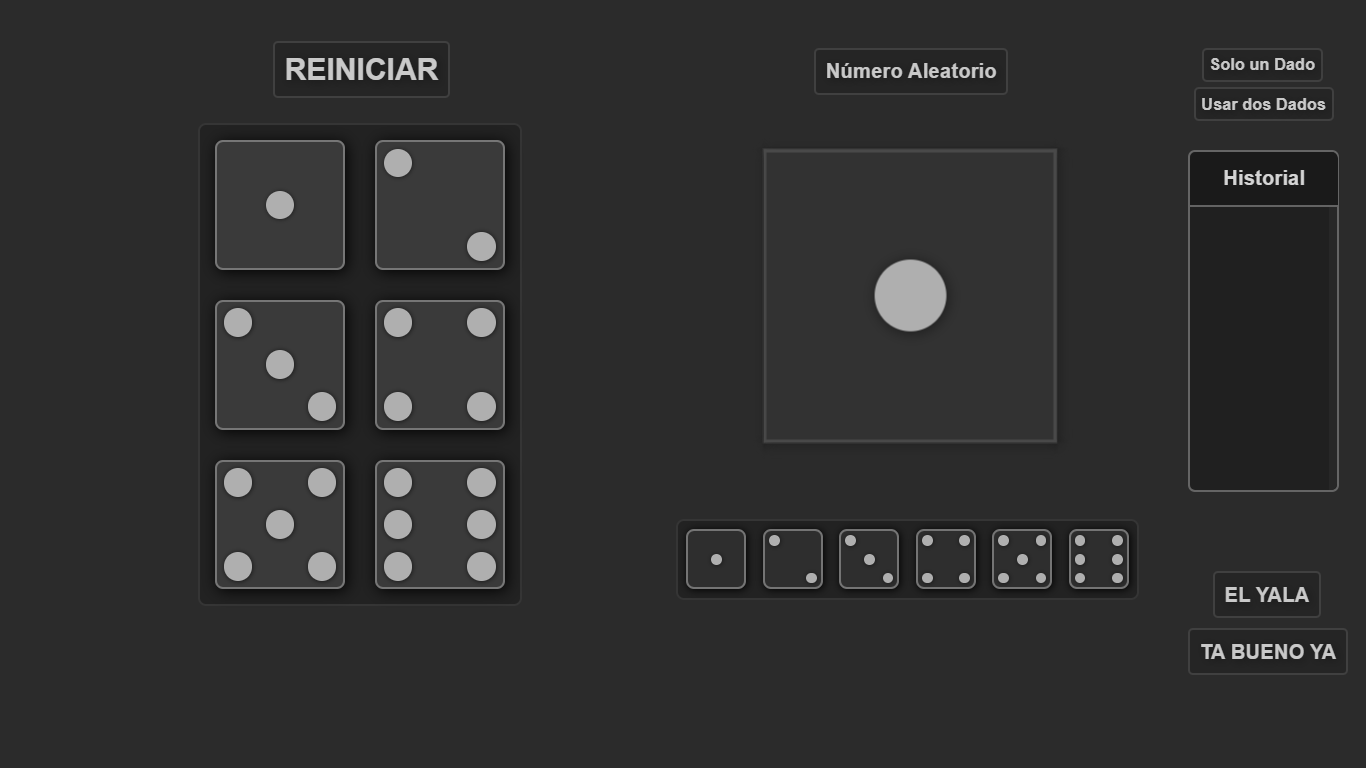 REINICIAR
Número Aleatorio
Solo un Dado
Usar dos Dados
Historial
EL YALA
TA BUENO YA